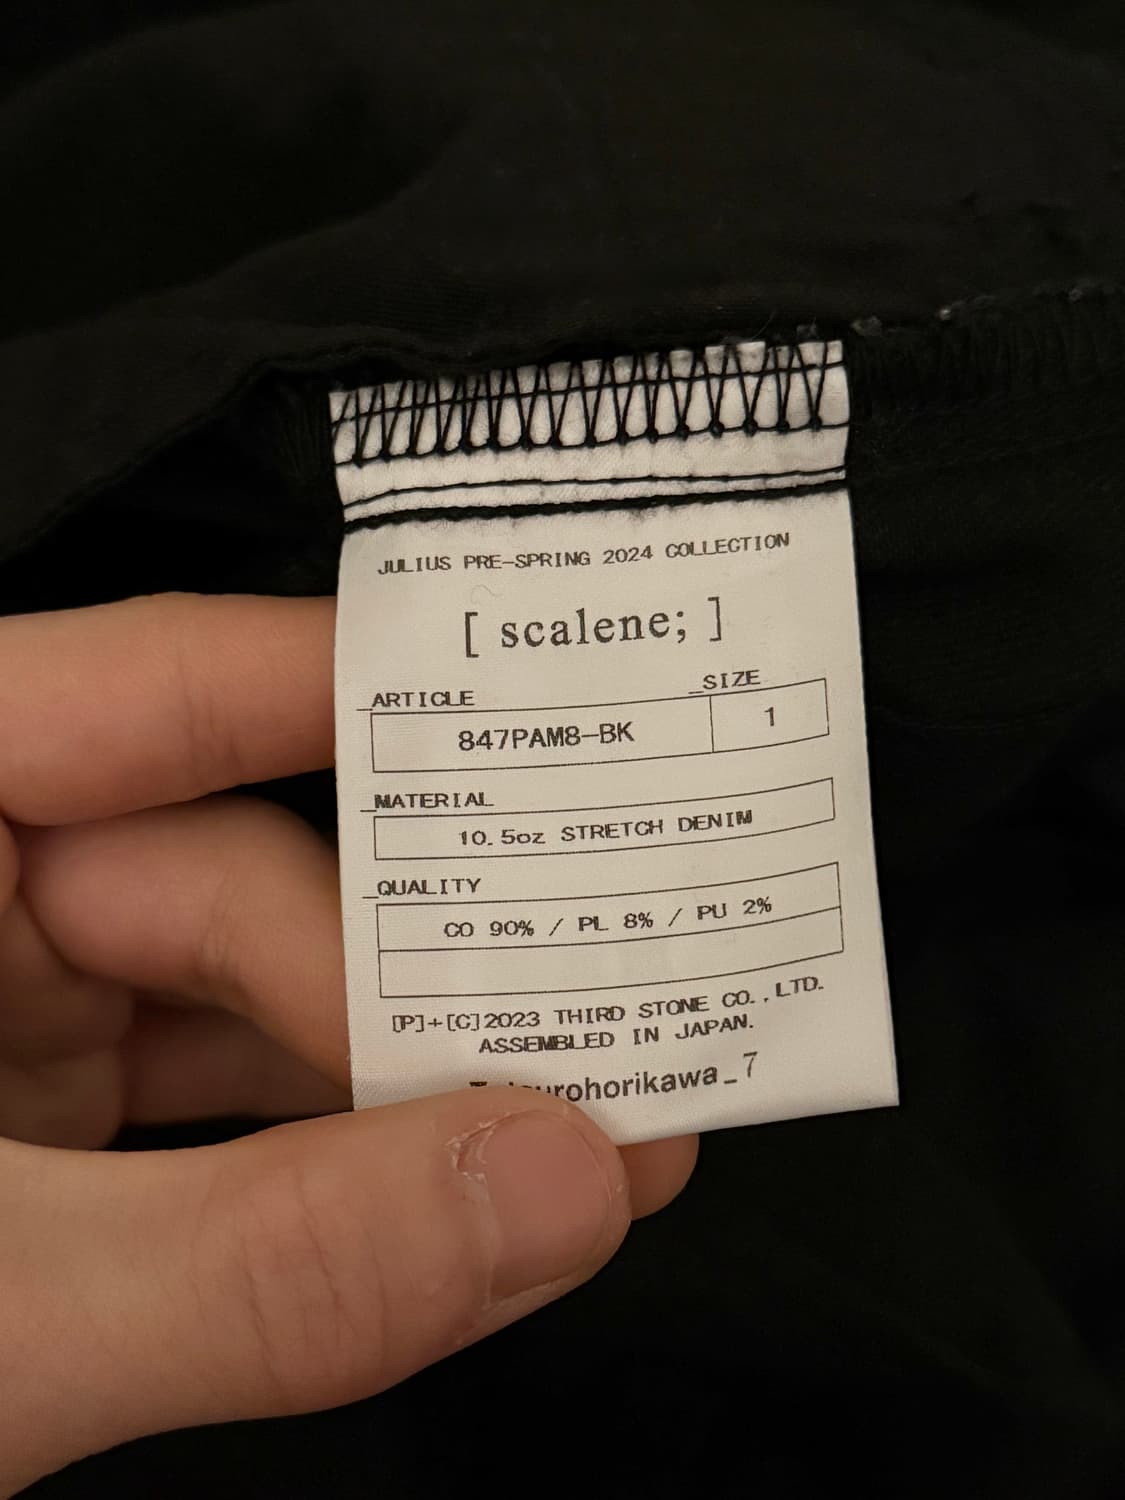 JULIUS PRE-SPRING 2024 COLLECTION
[ scalene; ]
_ARTICLE _SIZE
847PAM8-BK 1
_MATERIAL
10.5oz STRETCH DENIM
_QUALITY
CO 90% / PL 8% / PU 2%
[P]+[C]2023 THIRD STONE CO.,LTD.
ASSEMBLED IN JAPAN.